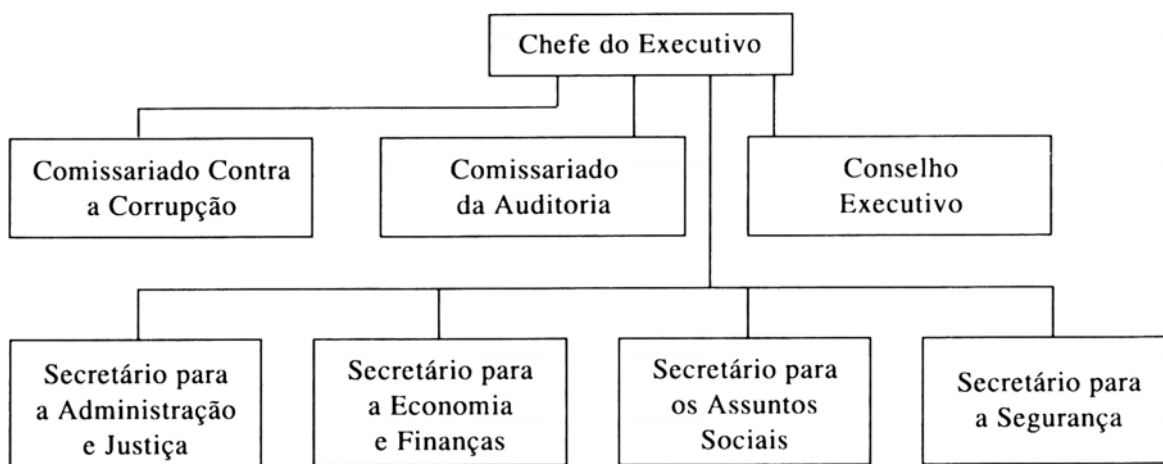 Chefe do Executivo
Comissariado Contra
a Corrupção
Comissariado
da Auditoria
Conselho
Executivo
Secretário para
a Administração
e Justiça
Secretário para
a Economia
e Finanças
Secretário para
os Assuntos
Sociais
Secretário para
a Segurança